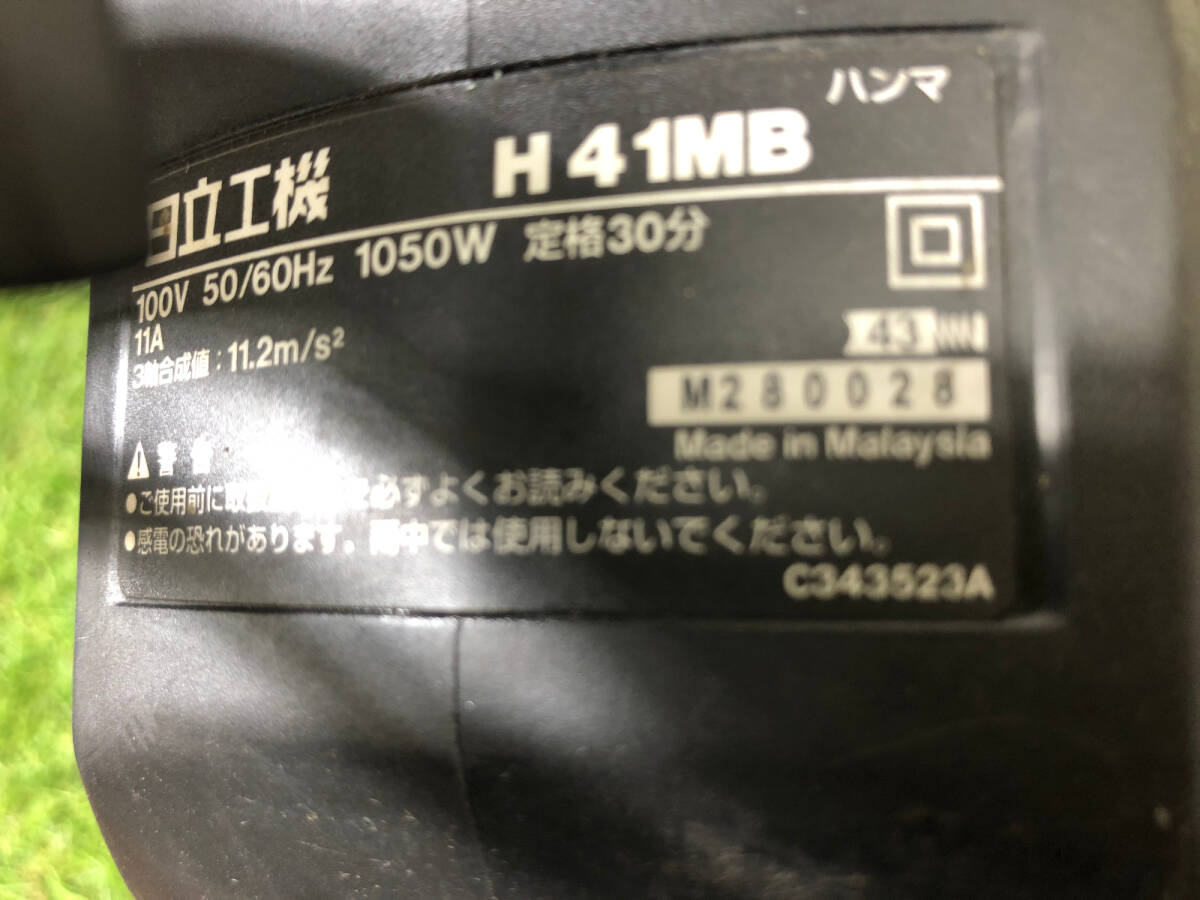 ハンマ
日立工機 H 41MB
100V 50/60Hz 1050W 定格30分
11A
3軸合成値：11.2m/s²
43
M280028
Made in Malaysia
警告
●ご使用前に取 必ずよくお読みください。
●感電の恐れがあります。雨中では使用しないでください。
C343523A